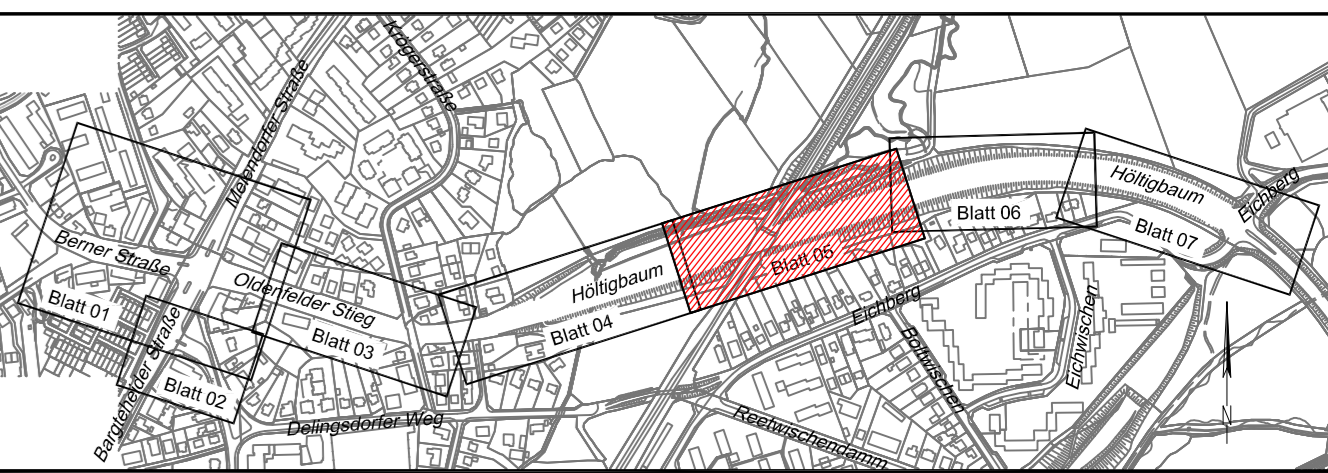 Krögerstraße
Meiendorfer Straße
Berner Straße
Oldenfelder Stieg
Blatt 01
Bargteheider Straße
Blatt 02
Blatt 03
Delingsdorfer Weg
Höltigbaum
Blatt 04
Blatt 05
Blatt 06
Höltigbaum
Blatt 07
Eichberg
Eichberg
Boltwischen
Eichwischen
Reetwischendamm
N